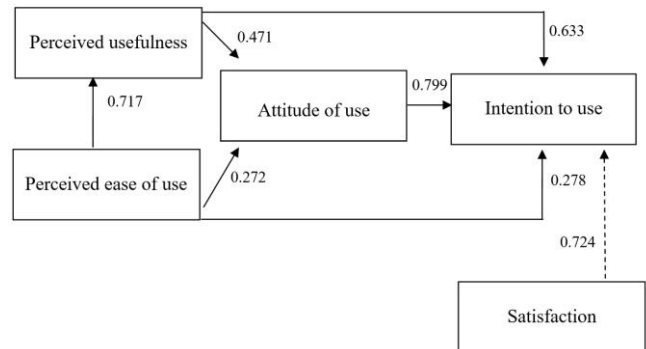 Perceived usefulness
0.471
0.633
0.717
Attitude of use
0.799
Intention to use
Perceived ease of use
0.272
0.278
0.724
Satisfaction